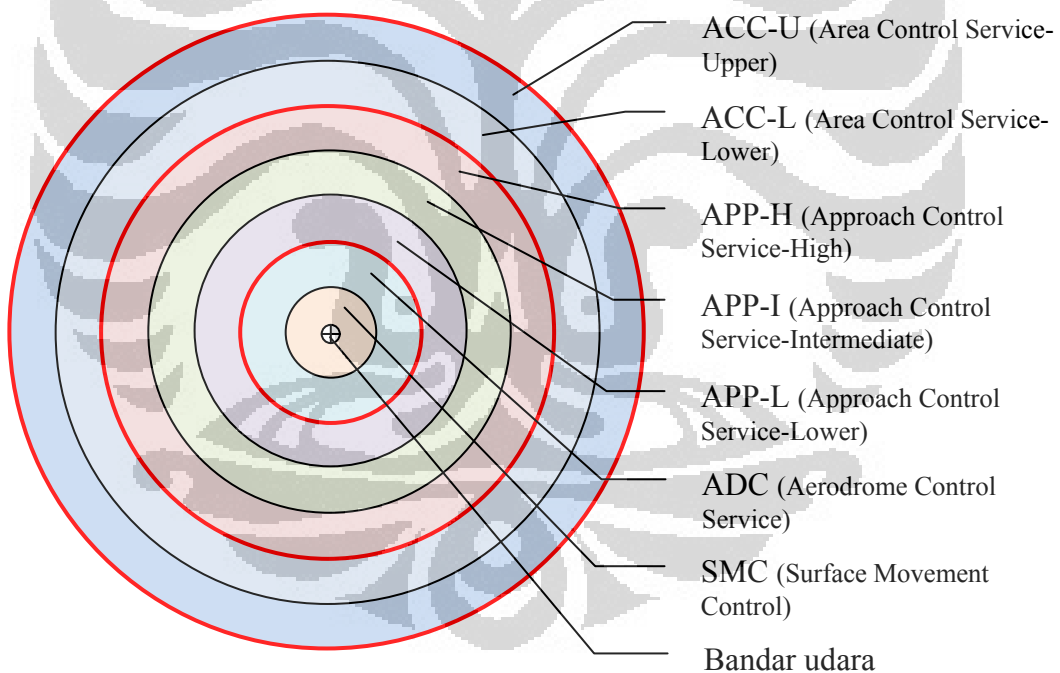 ACC-U (Area Control Service-
Upper)
ACC-L (Area Control Service-
Lower)
APP-H (Approach Control
Service-High)
APP-I (Approach Control
Service-Intermediate)
APP-L (Approach Control
Service-Lower)
ADC (Aerodrome Control
Service)
SMC (Surface Movement
Control)
Bandar udara